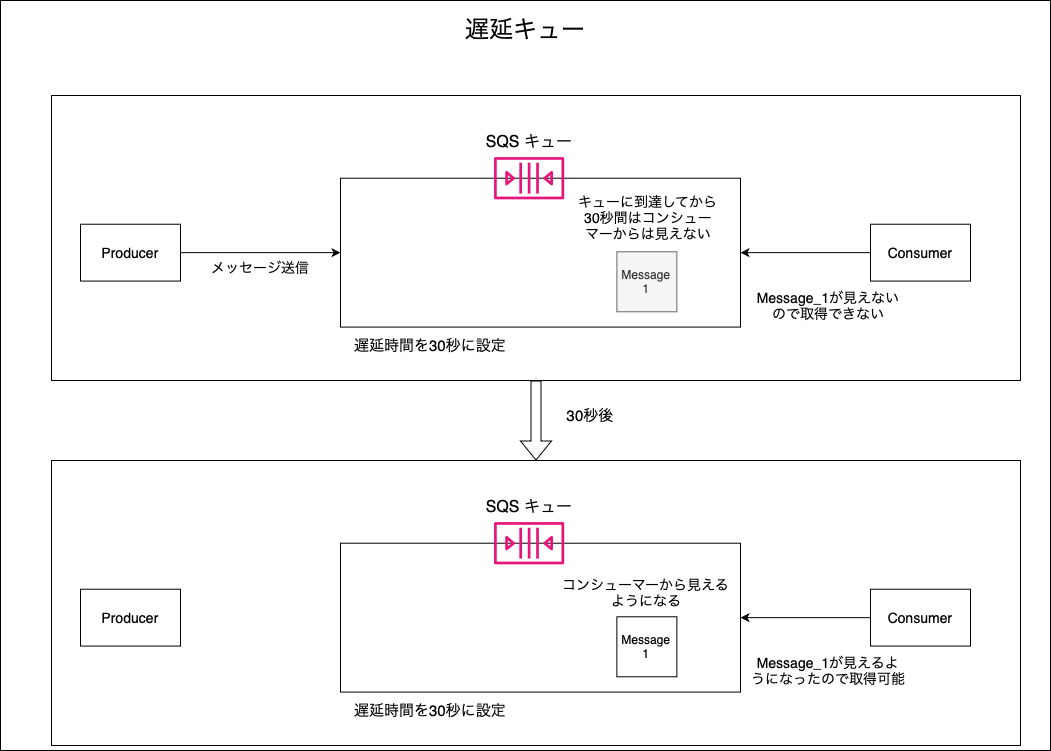 遅延キュー
SQS キュー
キューに到達してから
30秒間はコンシュー
マーからは見えない
Producer
メッセージ送信
Message
1
Consumer
Message_1が見えない
ので取得できない
遅延時間を30秒に設定
30秒後
SQS キュー
コンシューマーから見える
ようになる
Producer
Message
1
Consumer
Message_1が見えるよ
うになったので取得可能
遅延時間を30秒に設定